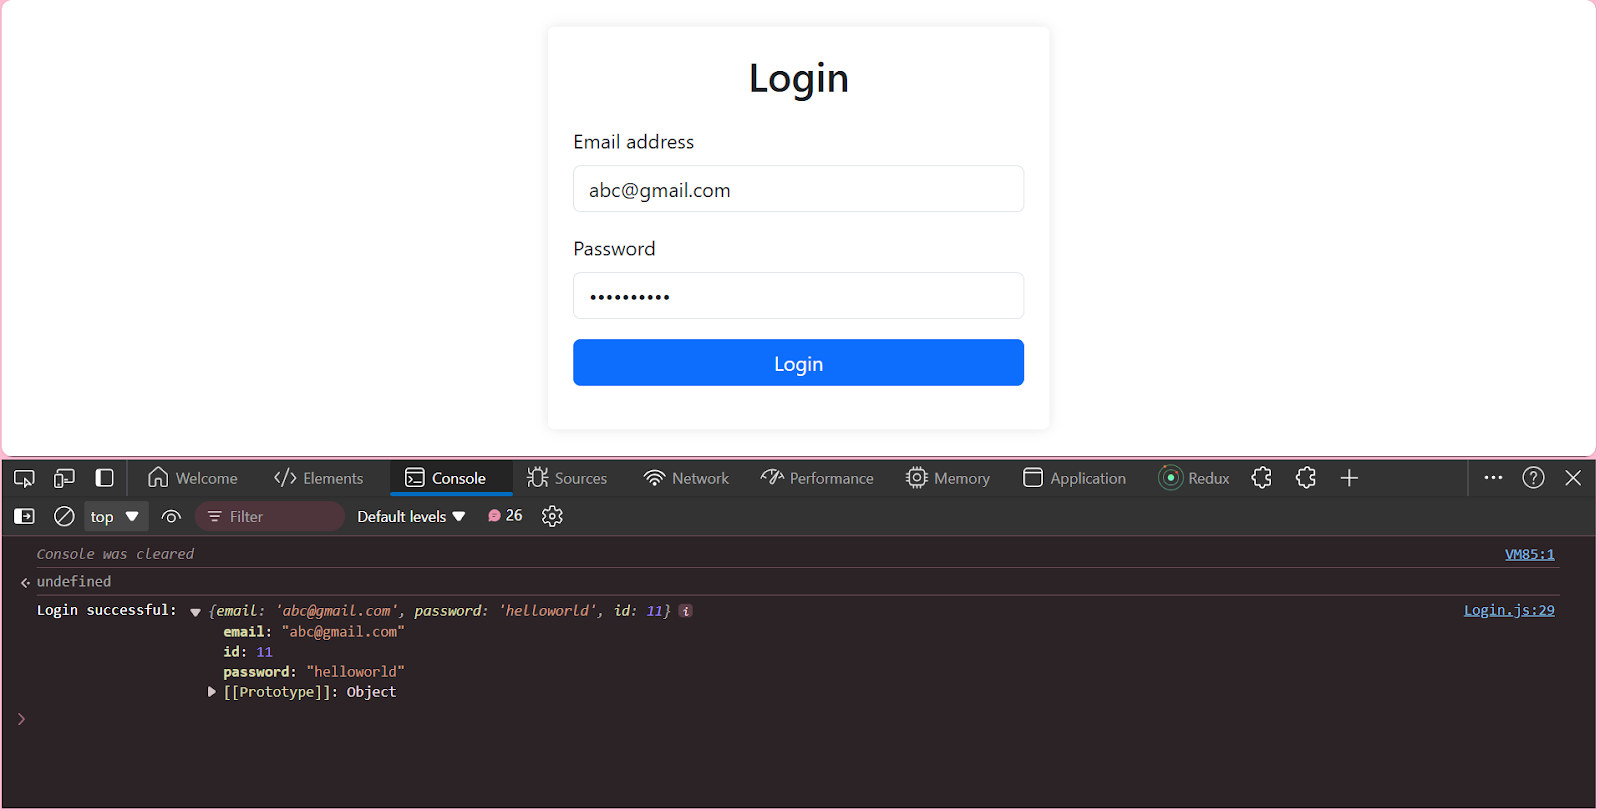 Login
Email address
abc@gmail.com
Password
••••••••••
Login
Welcome Elements Console Sources Network Performance Memory Application Redux
top Filter Default levels 26
Console was cleared VM85:1
undefined
Login successful: {email: 'abc@gmail.com', password: 'helloworld', id: 11} i Login.js:29
email: "abc@gmail.com"
id: 11
password: "helloworld"
[[Prototype]]: Object